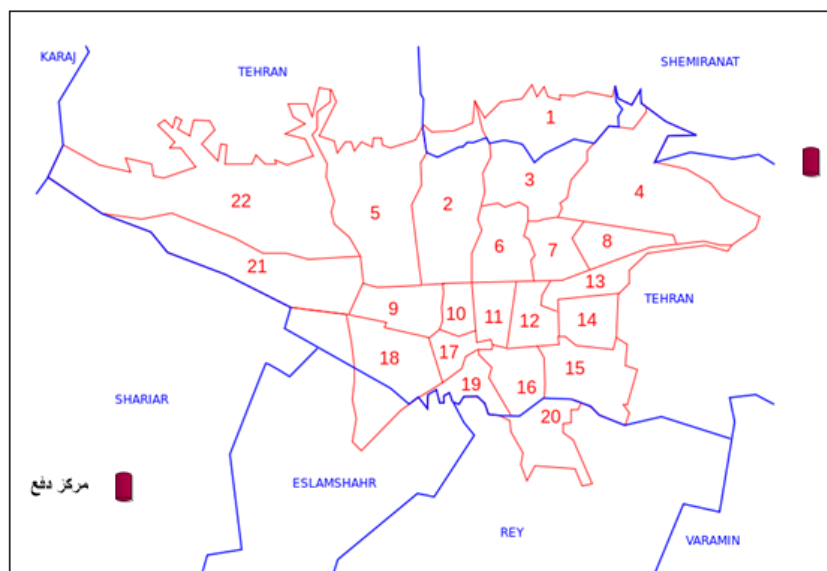 KARAJ
TEHRAN
SHEMIRANAT
1
3
4
22
5
2
6
7
8
21
13
TEHRAN
9
10
11
12
14
18
17
15
19
16
20
SHARIAR
ESLAMSHAHR
مرکز دفع
REY
VARAMIN